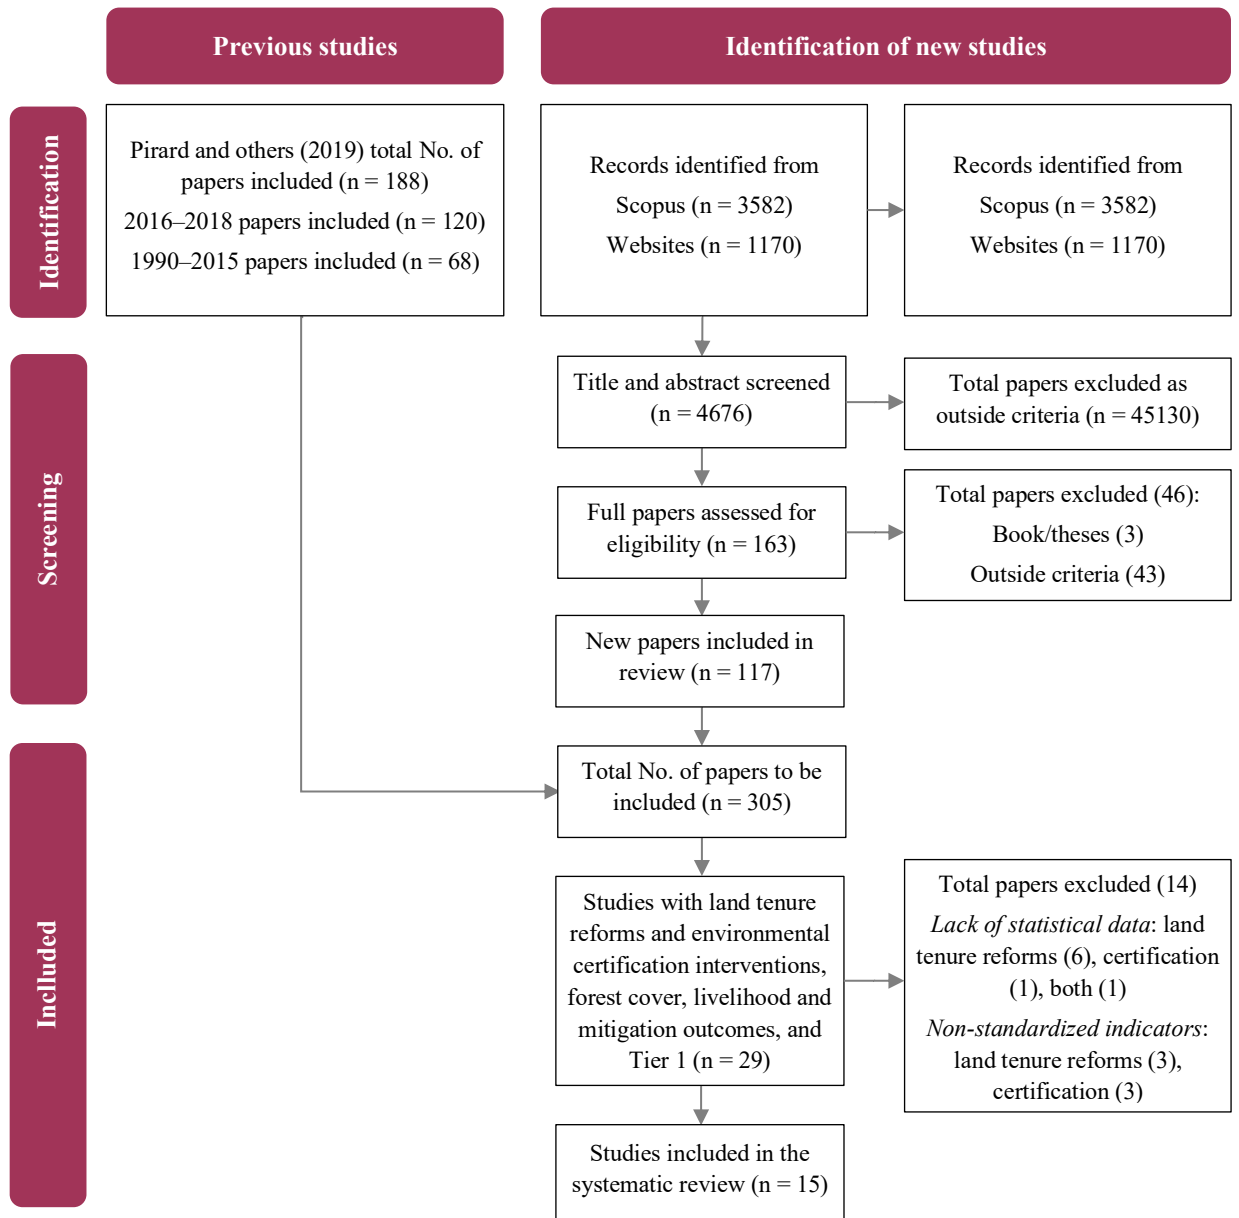 Previous studies
Identification of new studies
Identification
Pirard and others (2019) total No. of
papers included (n = 188)
2016–2018 papers included (n = 120)
1990–2015 papers included (n = 68)
Records identified from
Scopus (n = 3582)
Websites (n = 1170)
Records identified from
Scopus (n = 3582)
Websites (n = 1170)
Screening
Title and abstract screened
(n = 4676)
Total papers excluded as
outside criteria (n = 45130)
Full papers assessed for
eligibility (n = 163)
Total papers excluded (46):
Book/theses (3)
Outside criteria (43)
New papers included in
review (n = 117)
Inclluded
Total No. of papers to be
included (n = 305)
Studies with land tenure
reforms and environmental
certification interventions,
forest cover, livelihood and
mitigation outcomes, and
Tier 1 (n = 29)
Total papers excluded (14)
Lack of statistical data: land
tenure reforms (6), certification
(1), both (1)
Non-standardized indicators:
land tenure reforms (3),
certification (3)
Studies included in the
systematic review (n = 15)